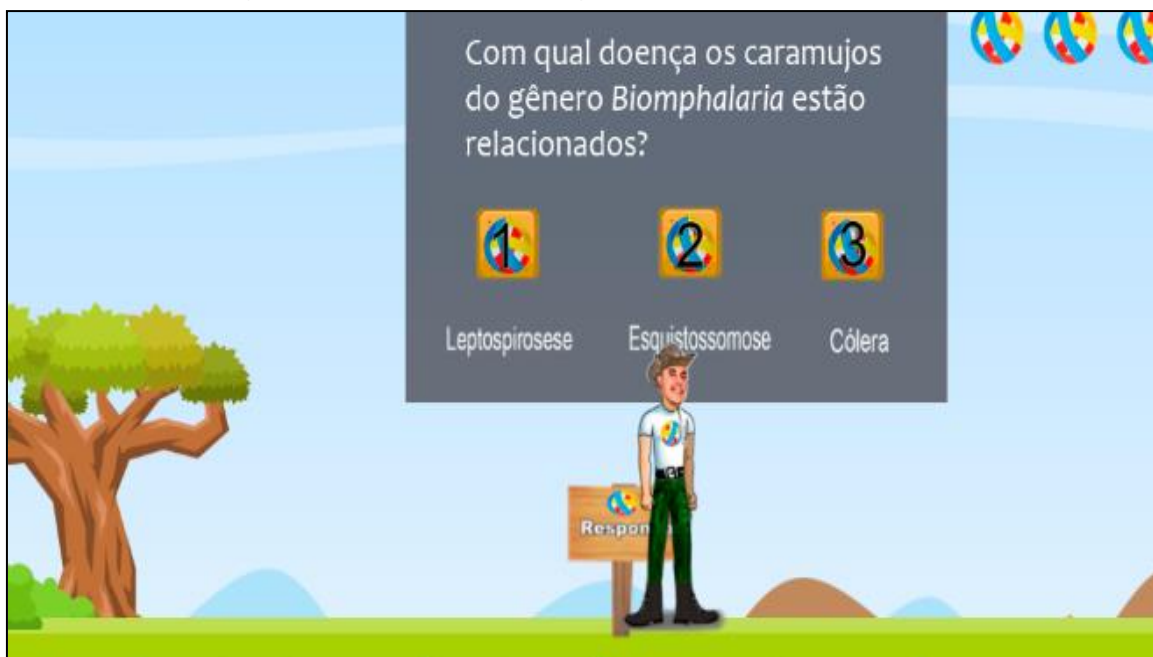 Com qual doença os caramujos
do gênero Biomphalaria estão
relacionados?
1 2 3
Leptospirosese Esquistossomose Cólera